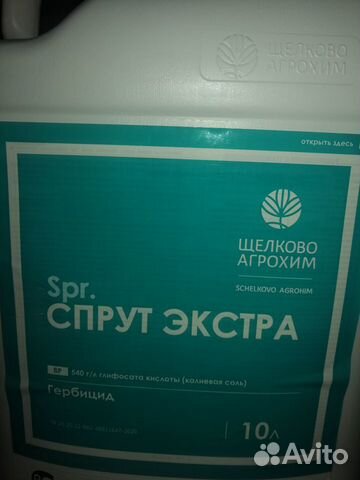 ЩЕЛКОВО
АГРОХИМ
открыть здесь
ЩЕЛКОВО
АГРОХИМ
SCHELKOVO AGROHIM
Spr.
СПРУТ ЭКСТРА
ВР 540 г/л глифосата кислоты (калиевая соль)
Гербицид
10л
Avito